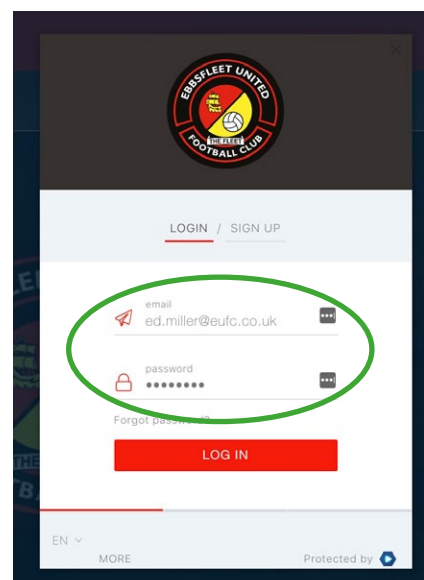 EBBSFLEET UNITED
THE FLEET
FOOTBALL CLUB
LOGIN / SIGN UP
email
ed.miller@eufc.co.uk
password
••••••••
Forgot password?
LOG IN
EN
MORE
Protected by